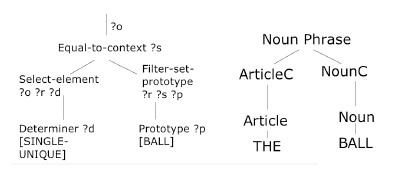 ?o
Equal-to-context ?s
Select-element
?o ?r ?d
Filter-set-
prototype
?r ?s ?p
Determiner ?d
[SINGLE-
UNIQUE]
Prototype ?p
[BALL]
Noun Phrase
ArticleC
NounC
Article
Noun
THE
BALL